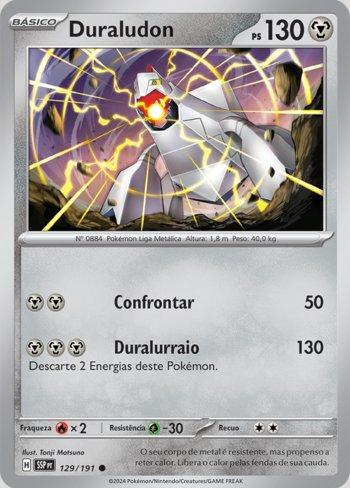 BÁSICO
Duraludon
PS 130
Nº 0884 Pokémon Liga Metálica Altura: 1,8 m Peso: 40,0 kg
Confrontar 50
Duralurraio 130
Descarte 2 Energias deste Pokémon.
Fraqueza × 2 Resistência -30 Recuo
Ilust. Tonji Matsuno
O seu corpo de metal é resistente, mas propenso a
reter calor. Libera o calor pelas fendas de sua cauda.
H SSP PT 129/191
©2024 Pokémon/Nintendo/Creatures/GAME FREAK